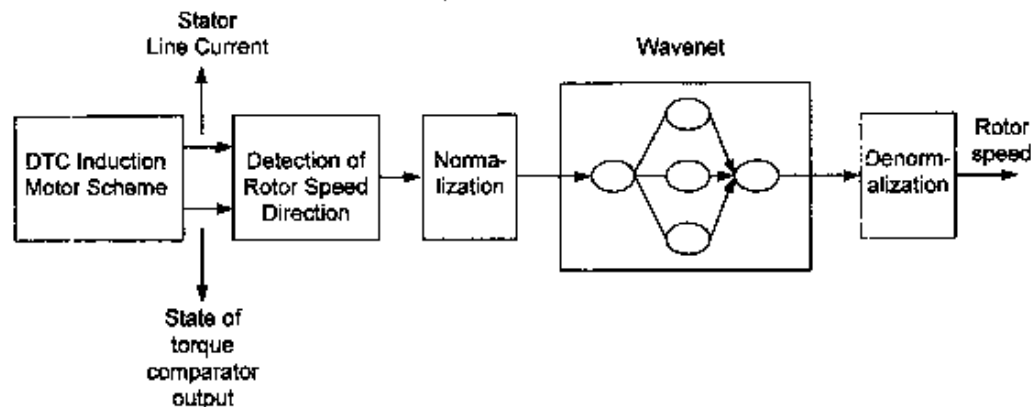 Stator
Line Current
Wavenet
DTC Induction
Motor Scheme
Detection of
Rotor Speed
Direction
Norma-
lization
Denorm-
alization
Rotor
speed
State of
torque
comparator
output